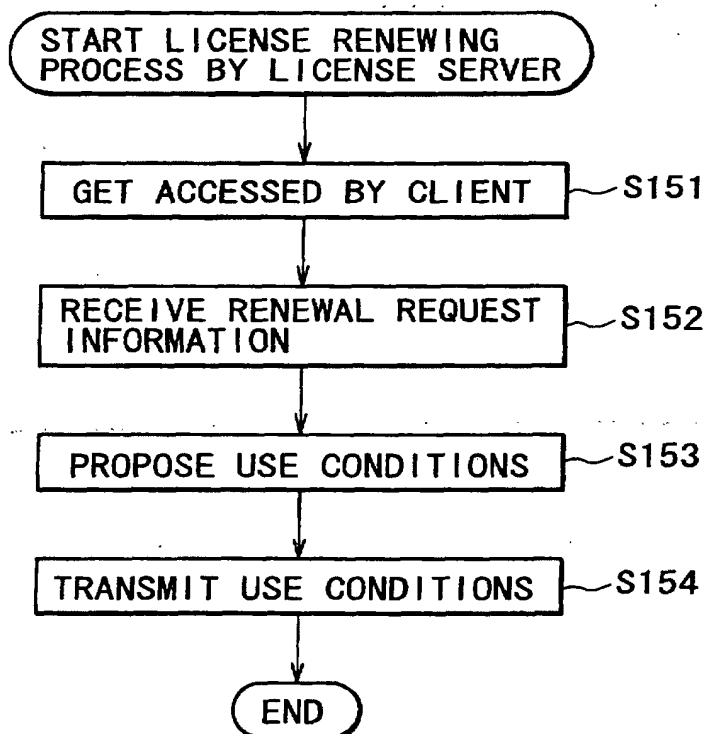 START LICENSE RENEWING
PROCESS BY LICENSE SERVER
GET ACCESSED BY CLIENT
S151
RECEIVE RENEWAL REQUEST
INFORMATION
S152
PROPOSE USE CONDITIONS
S153
TRANSMIT USE CONDITIONS
S154
END